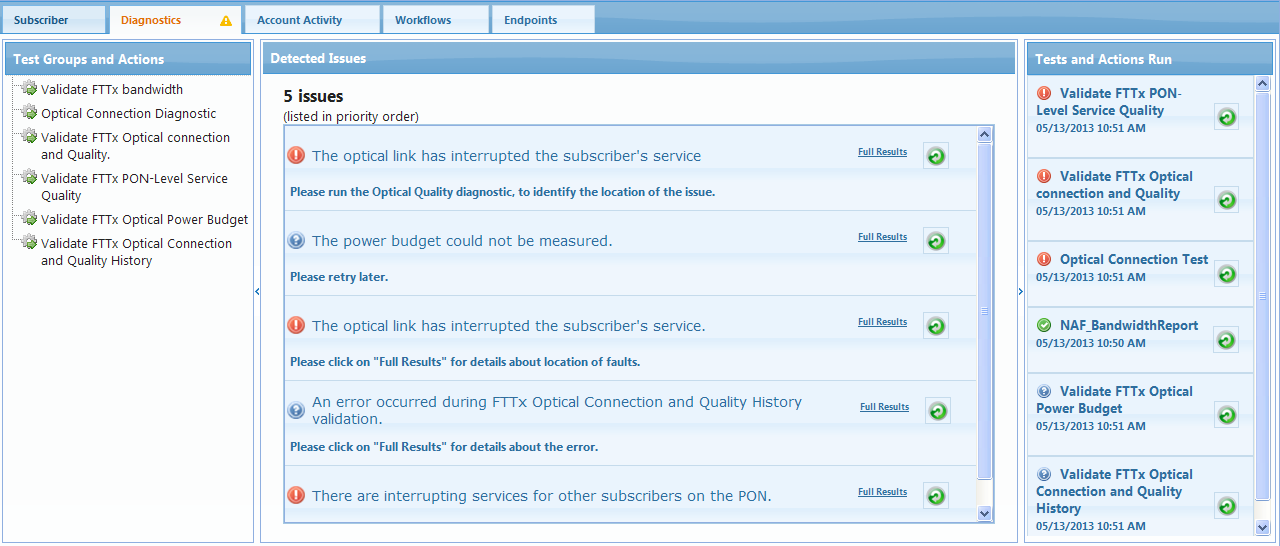 Subscriber
Diagnostics
Account Activity
Workflows
Endpoints
Test Groups and Actions
Validate FTTx bandwidth
Optical Connection Diagnostic
Validate FTTx Optical connection
and Quality.
Validate FTTx PON-Level Service
Quality
Validate FTTx Optical Power Budget
Validate FTTx Optical Connection
and Quality History
Detected Issues
5 issues
(listed in priority order)
The optical link has interrupted the subscriber's service
Full Results
Please run the Optical Quality diagnostic, to identify the location of the issue.
The power budget could not be measured.
Full Results
Please retry later.
The optical link has interrupted the subscriber's service.
Full Results
Please click on "Full Results" for details about location of faults.
An error occurred during FTTx Optical Connection and Quality History
validation.
Full Results
Please click on "Full Results" for details about the error.
There are interrupting services for other subscribers on the PON.
Full Results
Tests and Actions Run
Validate FTTx PON-
Level Service Quality
05/13/2013 10:51 AM
Validate FTTx Optical
connection and Quality
05/13/2013 10:51 AM
Optical Connection Test
05/13/2013 10:51 AM
NAF_BandwidthReport
05/13/2013 10:50 AM
Validate FTTx Optical
Power Budget
05/13/2013 10:51 AM
Validate FTTx Optical
Connection and Quality
History
05/13/2013 10:51 AM